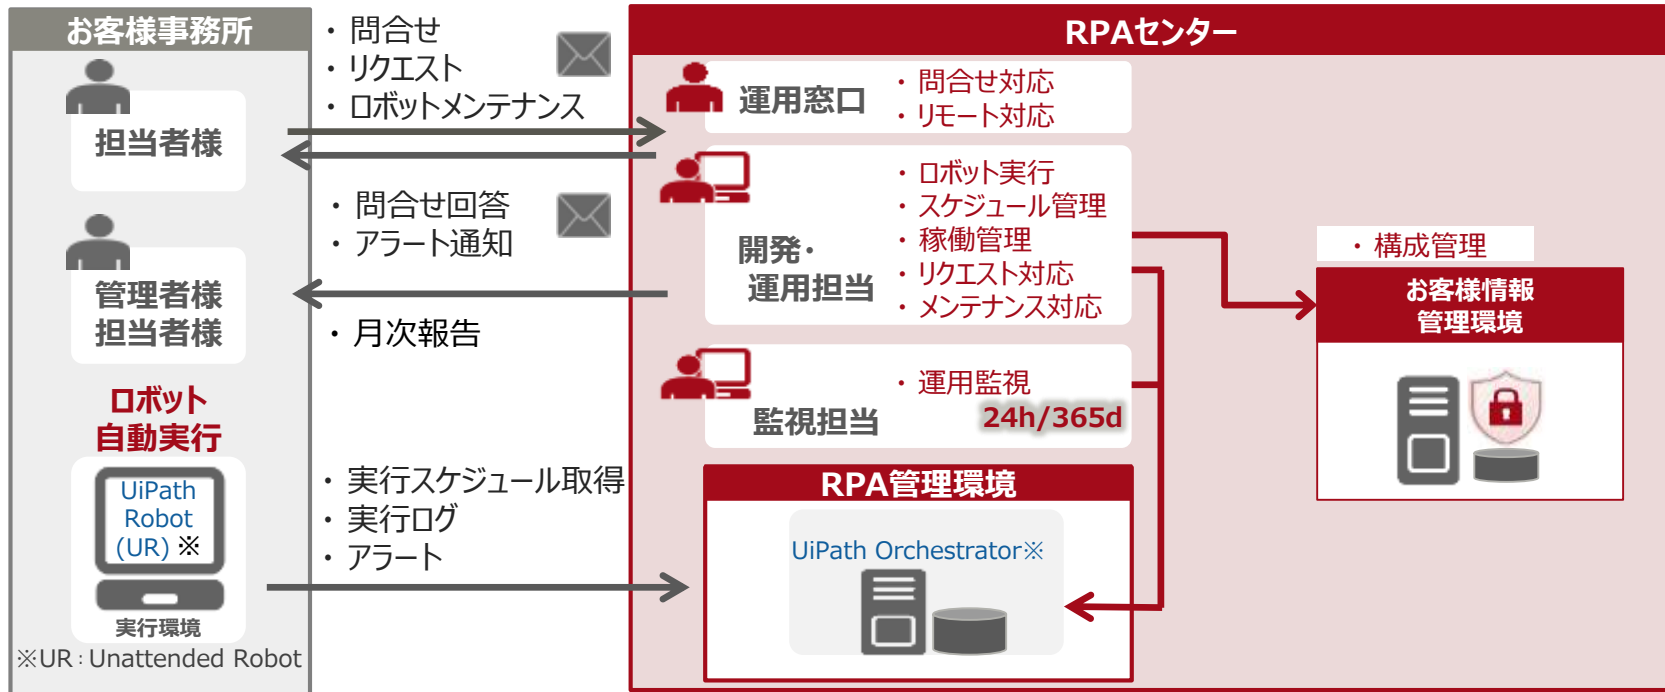 お客様事務所
担当者様
管理者様
担当者様
ロボット
自動実行
UiPath
Robot
(UR) ※
実行環境
※UR：Unattended Robot
・ 問合せ
・ リクエスト
・ ロボットメンテナンス
・ 問合せ回答
・ アラート通知
・ 月次報告
・ 実行スケジュール取得
・ 実行ログ
・ アラート
RPAセンター
運用窓口
・ 問合せ対応
・ リモート対応
開発・
運用担当
・ ロボット実行
・ スケジュール管理
・ 稼働管理
・ リクエスト対応
・ メンテナンス対応
監視担当
・ 運用監視
24h/365d
RPA管理環境
UiPath Orchestrator※
・ 構成管理
お客様情報
管理環境